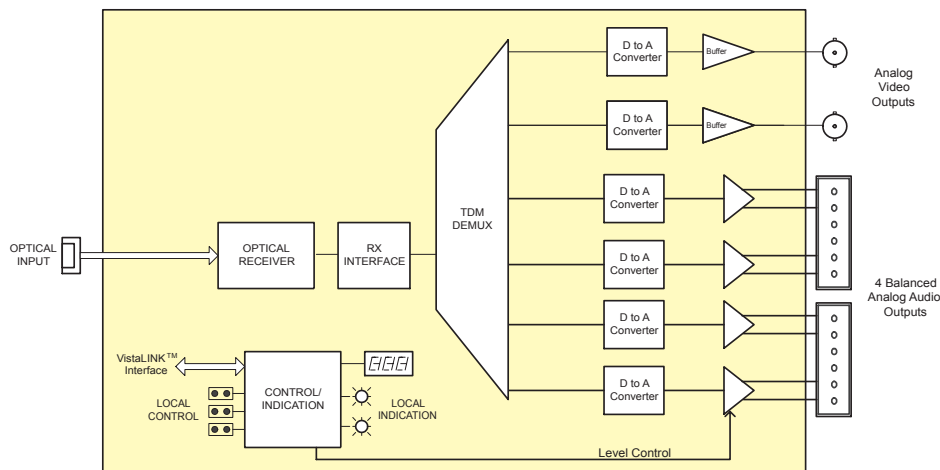 D to A
Converter
Buffer
Analog
Video
Outputs
D to A
Converter
Buffer
D to A
Converter
TDM
DEMUX
OPTICAL
INPUT
OPTICAL
RECEIVER
RX
INTERFACE
D to A
Converter
4 Balanced
Analog Audio
Outputs
D to A
Converter
VistaLINK™
Interface
LOCAL
CONTROL
CONTROL/
INDICATION
LOCAL
INDICATION
D to A
Converter
Level Control